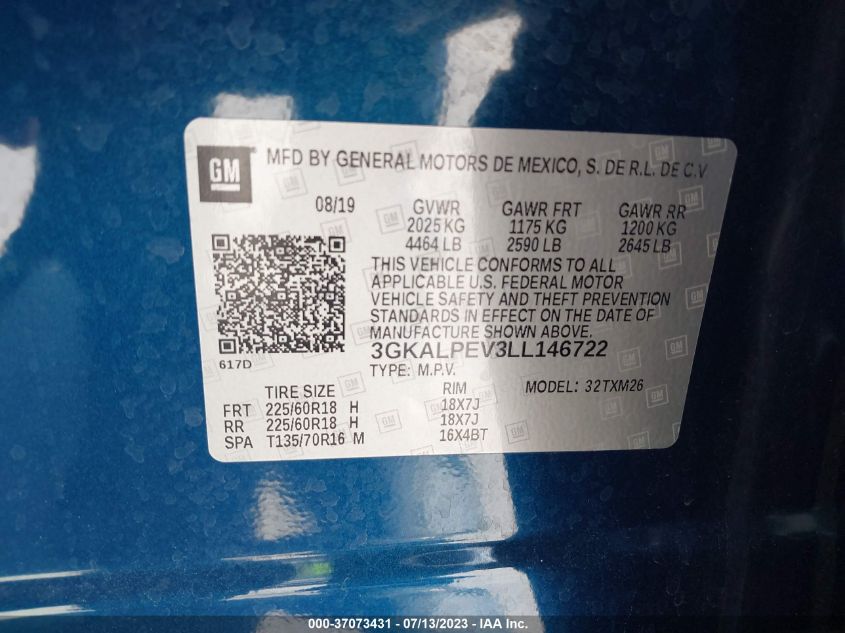 GM
MFD BY GENERAL MOTORS DE MEXICO, S. DE R.L. DE C.V
08/19 GVWR GAWR FRT GAWR RR
2025 KG 1175 KG 1200 KG
4464 LB 2590 LB 2645 LB
THIS VEHICLE CONFORMS TO ALL
APPLICABLE U.S. FEDERAL MOTOR
VEHICLE SAFETY AND THEFT PREVENTION
STANDARDS IN EFFECT ON THE DATE OF
MANUFACTURE SHOWN ABOVE.
3GKALPEV3LL146722
617D
TYPE: M.P.V. MODEL: 32TXM26
TIRE SIZE RIM
FRT 225/60R18 H 18X7J
RR 225/60R18 H 18X7J
SPA T135/70R16 M 16X4BT
000-37073431 - 07/13/2023 - IAA Inc.